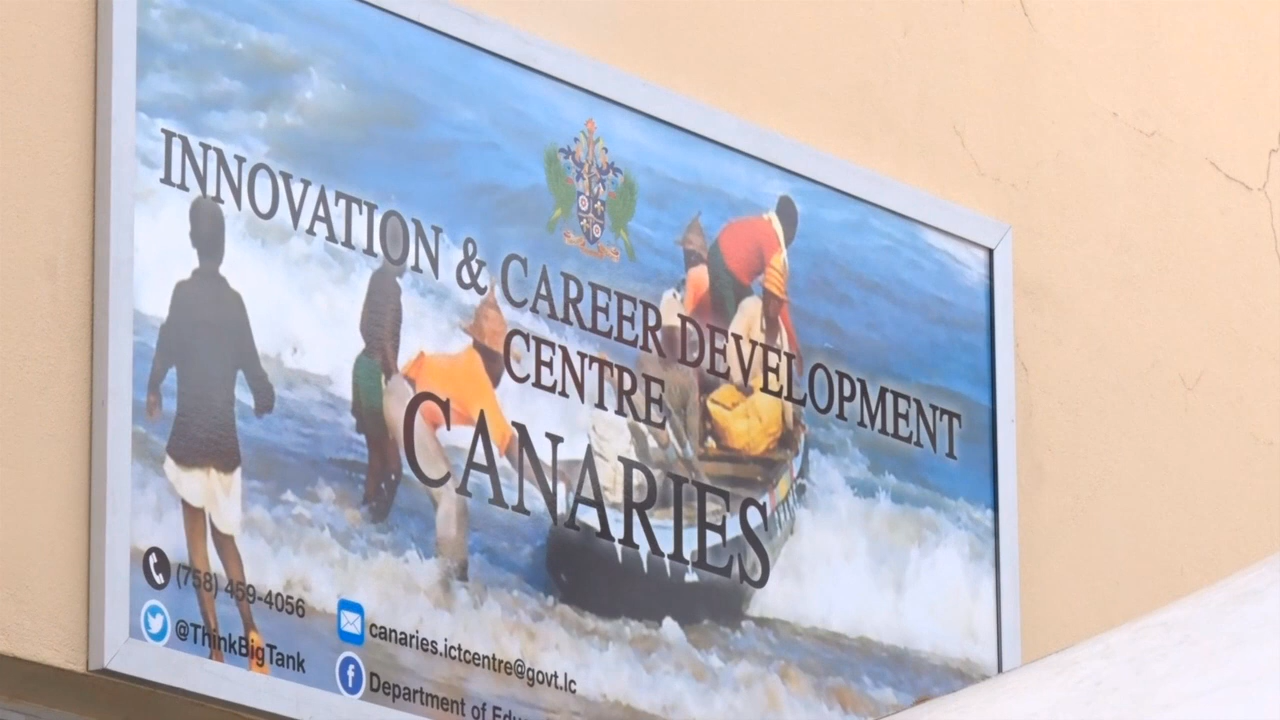 INNOVATION & CAREER DEVELOPMENT
CENTRE
CANARIES
(758) 459-4056
@ThinkBigTank
canaries.ictcentre@govt.lc
Department of